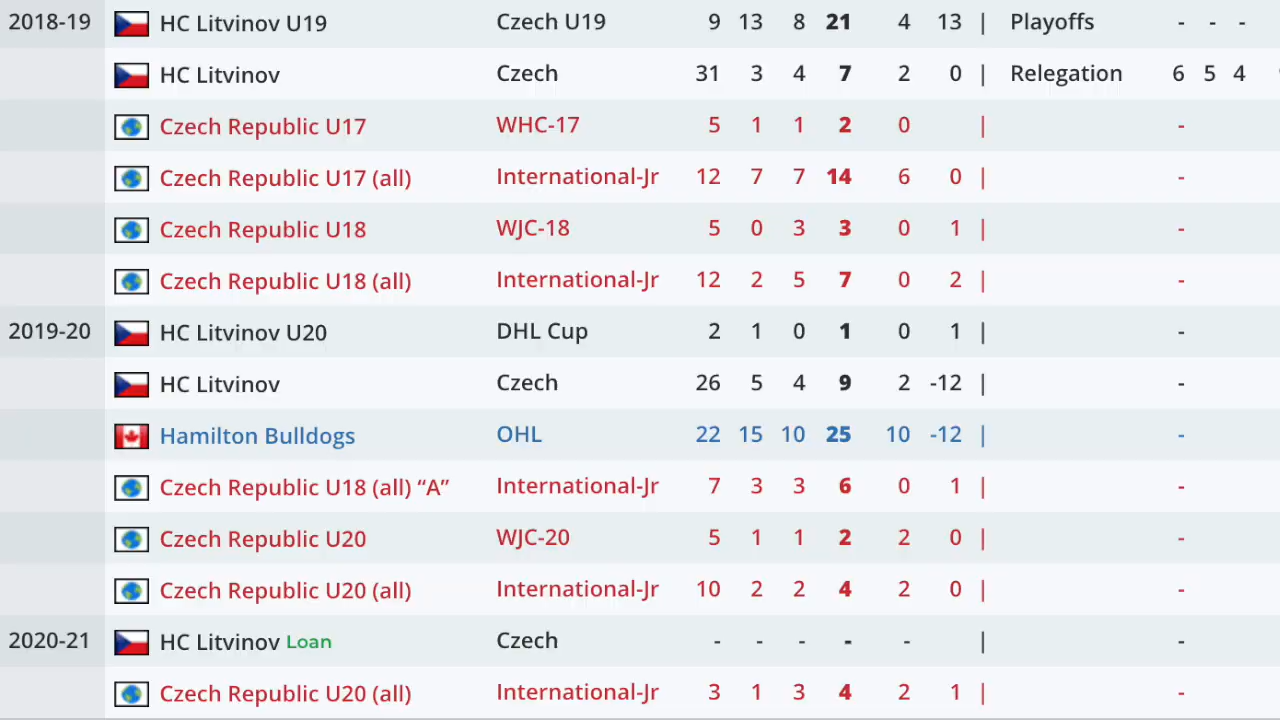 2018-19 HC Litvinov U19 Czech U19 9 13 8 21 4 13 | Playoffs - - -
HC Litvinov Czech 31 3 4 7 2 0 | Relegation 6 5 4
Czech Republic U17 WHC-17 5 1 1 2 0 | -
Czech Republic U17 (all) International-Jr 12 7 7 14 6 0 | -
Czech Republic U18 WJC-18 5 0 3 3 0 1 | -
Czech Republic U18 (all) International-Jr 12 2 5 7 0 2 | -
2019-20 HC Litvinov U20 DHL Cup 2 1 0 1 0 1 | -
HC Litvinov Czech 26 5 4 9 2 -12 | -
Hamilton Bulldogs OHL 22 15 10 25 10 -12 | -
Czech Republic U18 (all) “A” International-Jr 7 3 3 6 0 1 | -
Czech Republic U20 WJC-20 5 1 1 2 2 0 | -
Czech Republic U20 (all) International-Jr 10 2 2 4 2 0 | -
2020-21 HC Litvinov Loan Czech - - - - - | -
Czech Republic U20 (all) International-Jr 3 1 3 4 2 1 | -